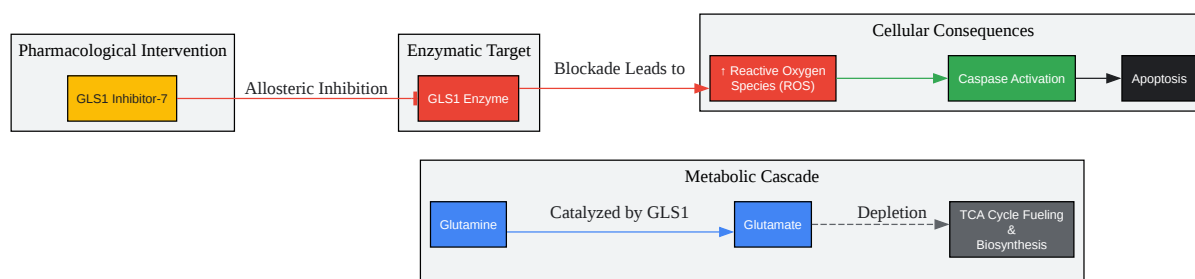 Pharmacological Intervention
GLS1 Inhibitor-7
Allosteric Inhibition
Enzymatic Target
GLS1 Enzyme
Blockade Leads to
Cellular Consequences
↑ Reactive Oxygen
Species (ROS)
Caspase Activation
Apoptosis
Metabolic Cascade
Glutamine
Catalyzed by GLS1
Glutamate
Depletion
TCA Cycle Fueling
&
Biosynthesis